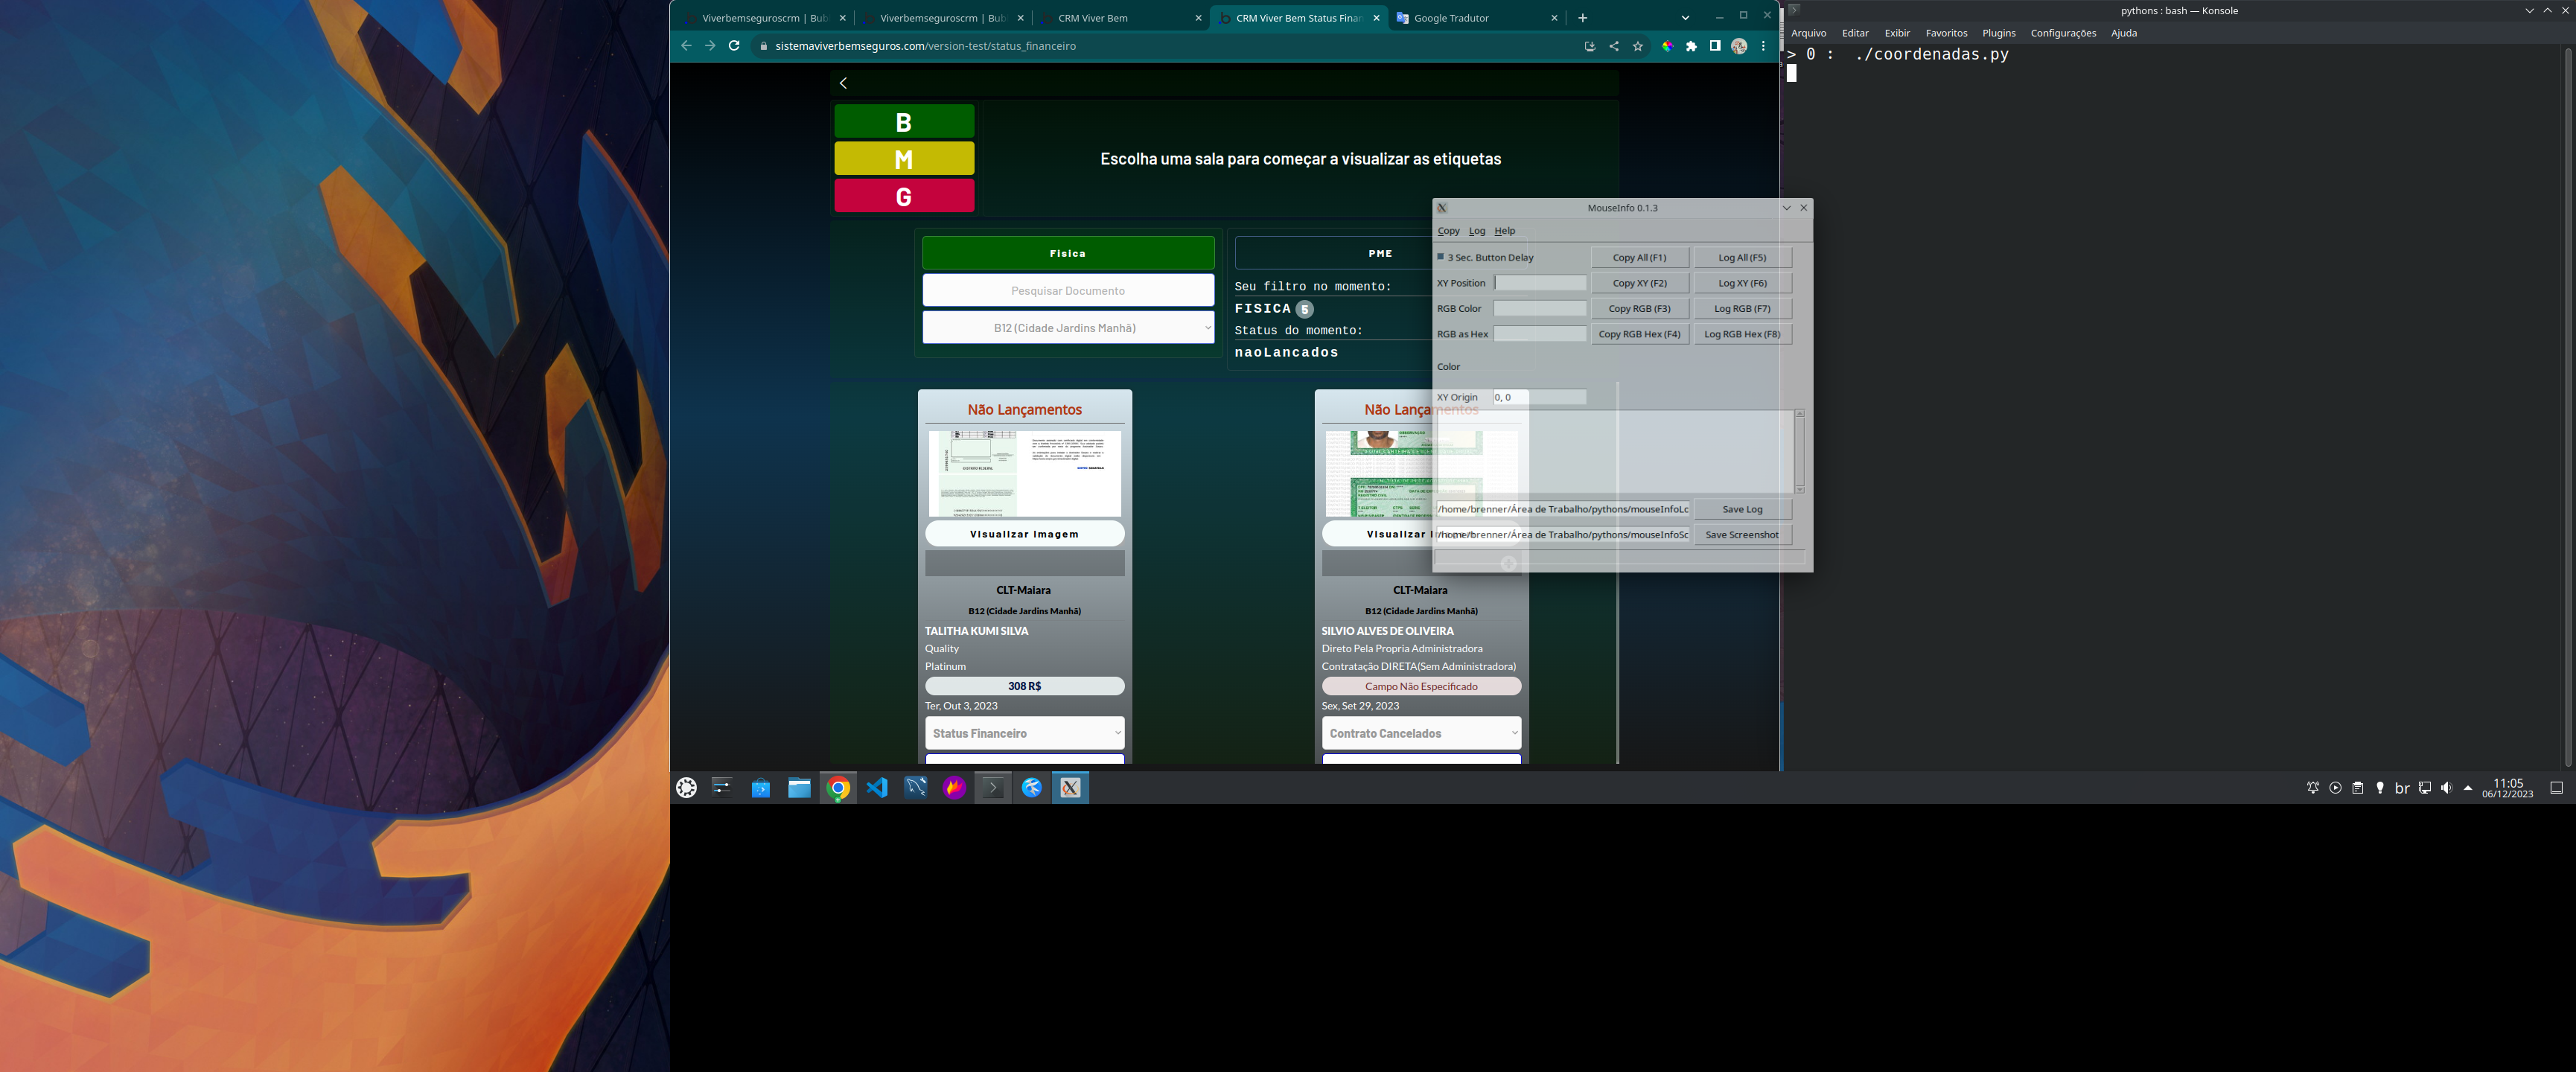 Viverbemseguroscrm | Bub
Viverbemseguroscrm | Bub
CRM Viver Bem
CRM Viver Bem Status Finan
Google Tradutor
sistemaviverbemseguros.com/version-test/status_financeiro
B
M
G
Escolha uma sala para começar a visualizar as etiquetas
Fisica
Pesquisar Documento
B12 (Cidade Jardins Manhã)
PME
Seu filtro no momento:
FISICA 5
Status do momento:
naoLancados
Não Lançamentos
Visualizar Imagem
CLT-Maiara
B12 (Cidade Jardins Manhã)
TALITHA KUMI SILVA
Quality
Platinum
308 R$
Ter, Out 3, 2023
Status Financeiro
Não Lançamentos
CLT-Maiara
B12 (Cidade Jardins Manhã)
SILVIO ALVES DE OLIVEIRA
Direto Pela Propria Administradora
Contratação DIRETA(Sem Administradora)
Campo Não Especificado
Sex, Set 29, 2023
Contrato Cancelados
MouseInfo 0.1.3
Copy Log Help
3 Sec. Button Delay
Copy All (F1)
Log All (F5)
XY Position
Copy XY (F2)
Log XY (F6)
RGB Color
Copy RGB (F3)
Log RGB (F7)
RGB as Hex
Copy RGB Hex (F4)
Log RGB Hex (F8)
Color
XY Origin
0, 0
/home/brenner/Área de Trabalho/pythons/mouseInfoLc
Save Log
/home/brenner/Área de Trabalho/pythons/mouseInfoSc
Save Screenshot
pythons : bash — Konsole
Arquivo Editar Exibir Favoritos Plugins Configurações Ajuda
> 0 : ./coordenadas.py
br
11:05
06/12/2023